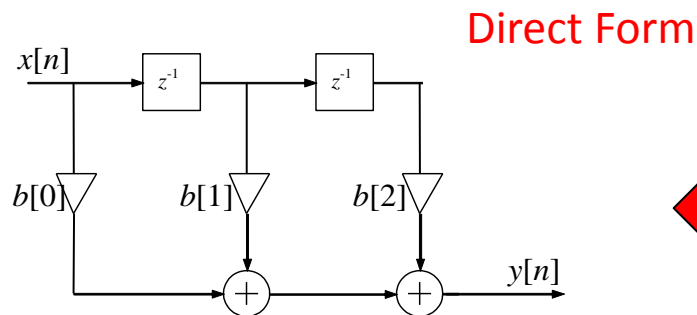 Direct Form
x[n]
z⁻¹ z⁻¹
b[0] b[1] b[2]
+ +
y[n]